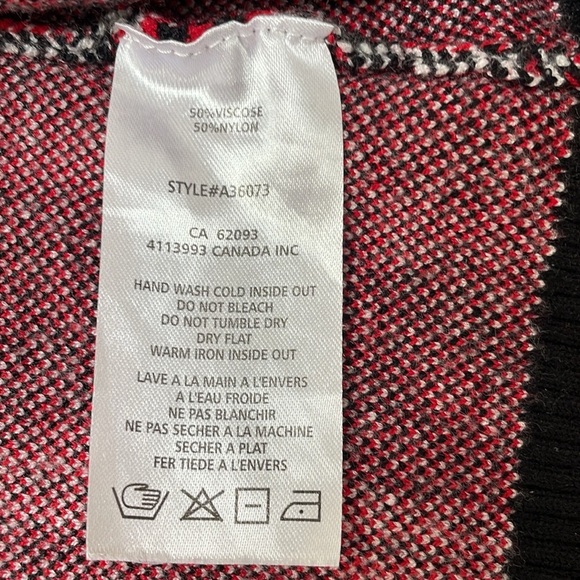 50%VISCOSE
50%NYLON
STYLE#A36073
CA 62093
4113993 CANADA INC
HAND WASH COLD INSIDE OUT
DO NOT BLEACH
DO NOT TUMBLE DRY
DRY FLAT
WARM IRON INSIDE OUT
LAVE A LA MAIN A L'ENVERS
A L'EAU FROIDE
NE PAS BLANCHIR
NE PAS SECHER A LA MACHINE
SECHER A PLAT
FER TIEDE A L'ENVERS